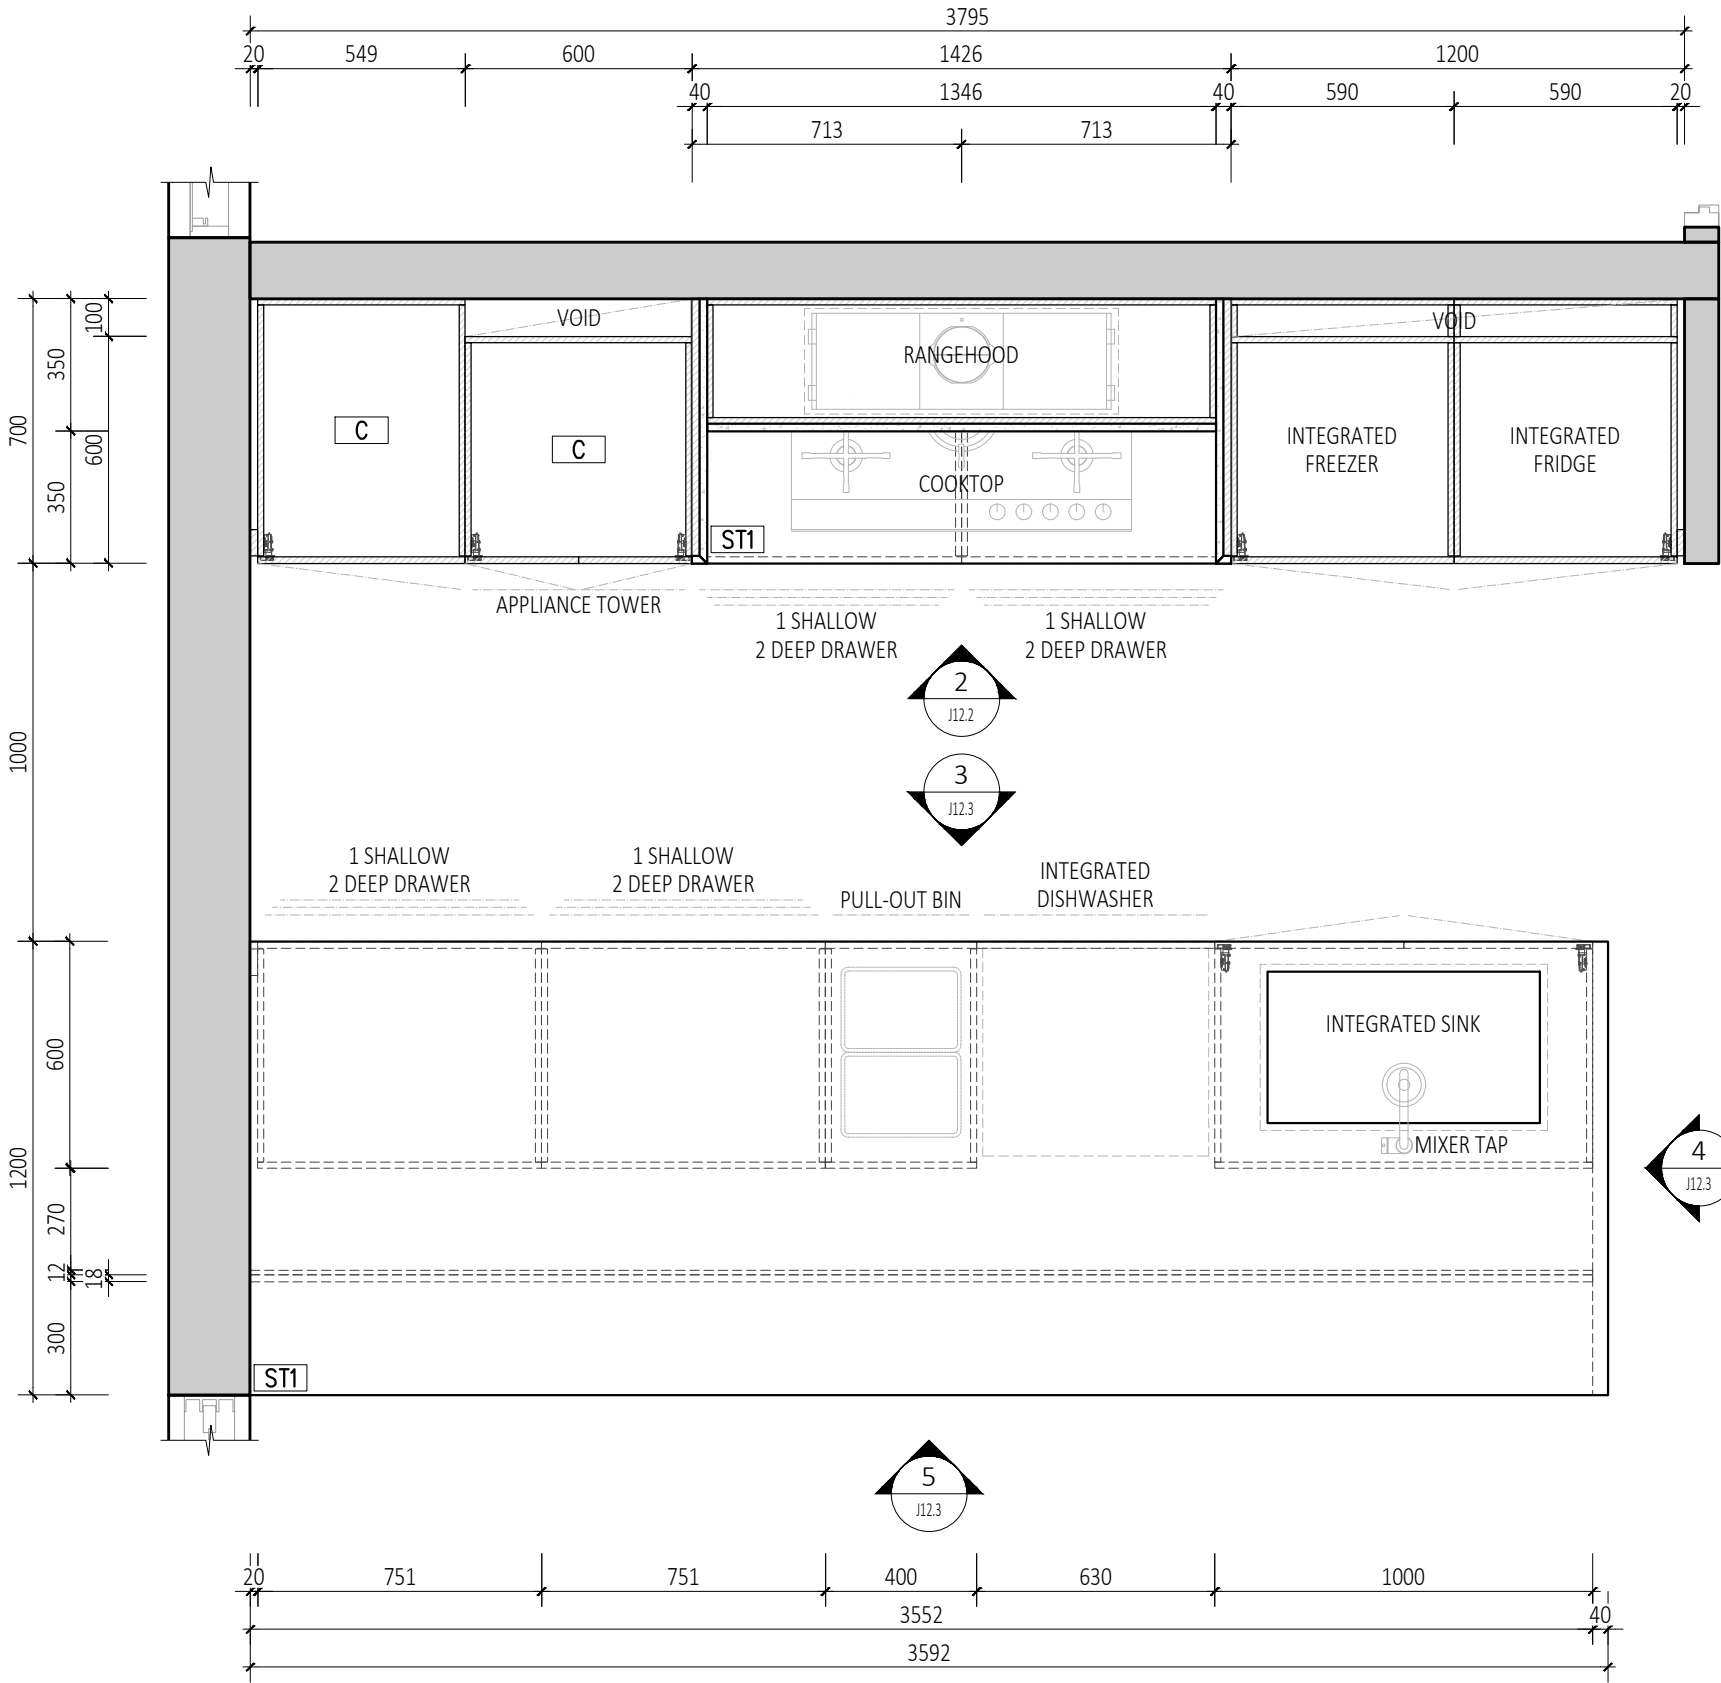 3795
20 549 600 1426 1200
40 1346 40 590 590 20
713 713
100
350
700
600
350
VOID
RANGEHOOD
VOID
C
C
COOKTOP
ST1
INTEGRATED
FREEZER
INTEGRATED
FRIDGE
APPLIANCE TOWER
1 SHALLOW
2 DEEP DRAWER
1 SHALLOW
2 DEEP DRAWER
2
J12.2
1000
3
J12.3
1 SHALLOW
2 DEEP DRAWER
1 SHALLOW
2 DEEP DRAWER
PULL-OUT BIN
INTEGRATED
DISHWASHER
600
INTEGRATED SINK
MIXER TAP
4
J12.3
1200
270
12
18
300
ST1
5
J12.3
20 751 751 400 630 1000
3552 40
3592